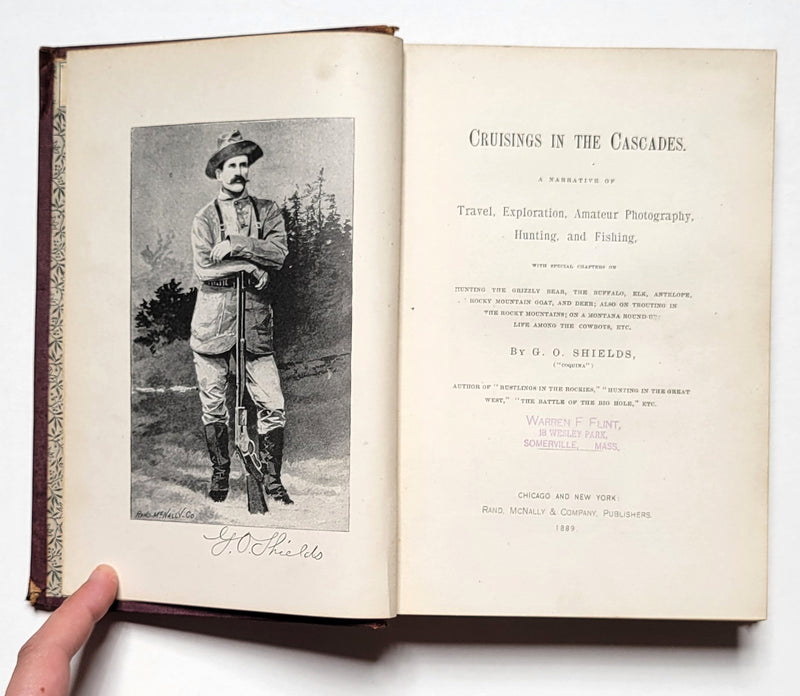 RAND, McNALLY & CO.
G. O. Shields
CRUISINGS IN THE CASCADES.
A NARRATIVE OF
Travel, Exploration, Amateur Photography,
Hunting, and Fishing,
WITH SPECIAL CHAPTERS ON
HUNTING THE GRIZZLY BEAR, THE BUFFALO, ELK, ANTELOPE,
ROCKY MOUNTAIN GOAT, AND DEER; ALSO ON TROUTING IN
THE ROCKY MOUNTAINS; ON A MONTANA ROUND-UP;
LIFE AMONG THE COWBOYS, ETC.
BY G. O. SHIELDS,
("COQUINA")
AUTHOR OF "RUSTLINGS IN THE ROCKIES," "HUNTING IN THE GREAT
WEST," "THE BATTLE OF THE BIG HOLE," ETC.
WARREN F FLINT,
18 WESLEY PARK,
SOMERVILLE, MASS.
CHICAGO AND NEW YORK:
RAND, MCNALLY & COMPANY, PUBLISHERS.
1889.